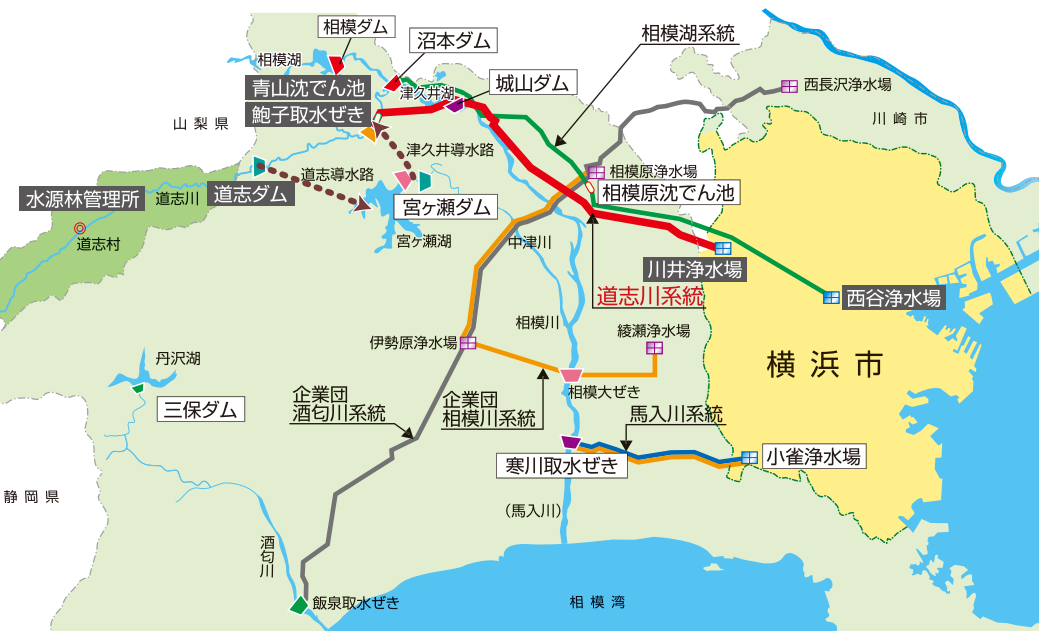 相模ダム
沼本ダム
相模湖系統
相模湖
城山ダム
青山沈でん池
津久井湖
西長沢浄水場
鮑子取水ぜき
山梨県
川崎市
津久井導水路
道志導水路
相模原浄水場
水源林管理所
道志川
道志ダム
相模原沈でん池
宮ヶ瀬ダム
道志村
宮ヶ瀬湖
中津川
川井浄水場
道志川系統
西谷浄水場
相模川
綾瀬浄水場
伊勢原浄水場
丹沢湖
横浜市
三保ダム
企業団
酒匂川系統
企業団
相模川系統
相模大ぜき
馬入川系統
小雀浄水場
寒川取水ぜき
静岡県
(馬入川)
酒匂川
飯泉取水ぜき
相模湾